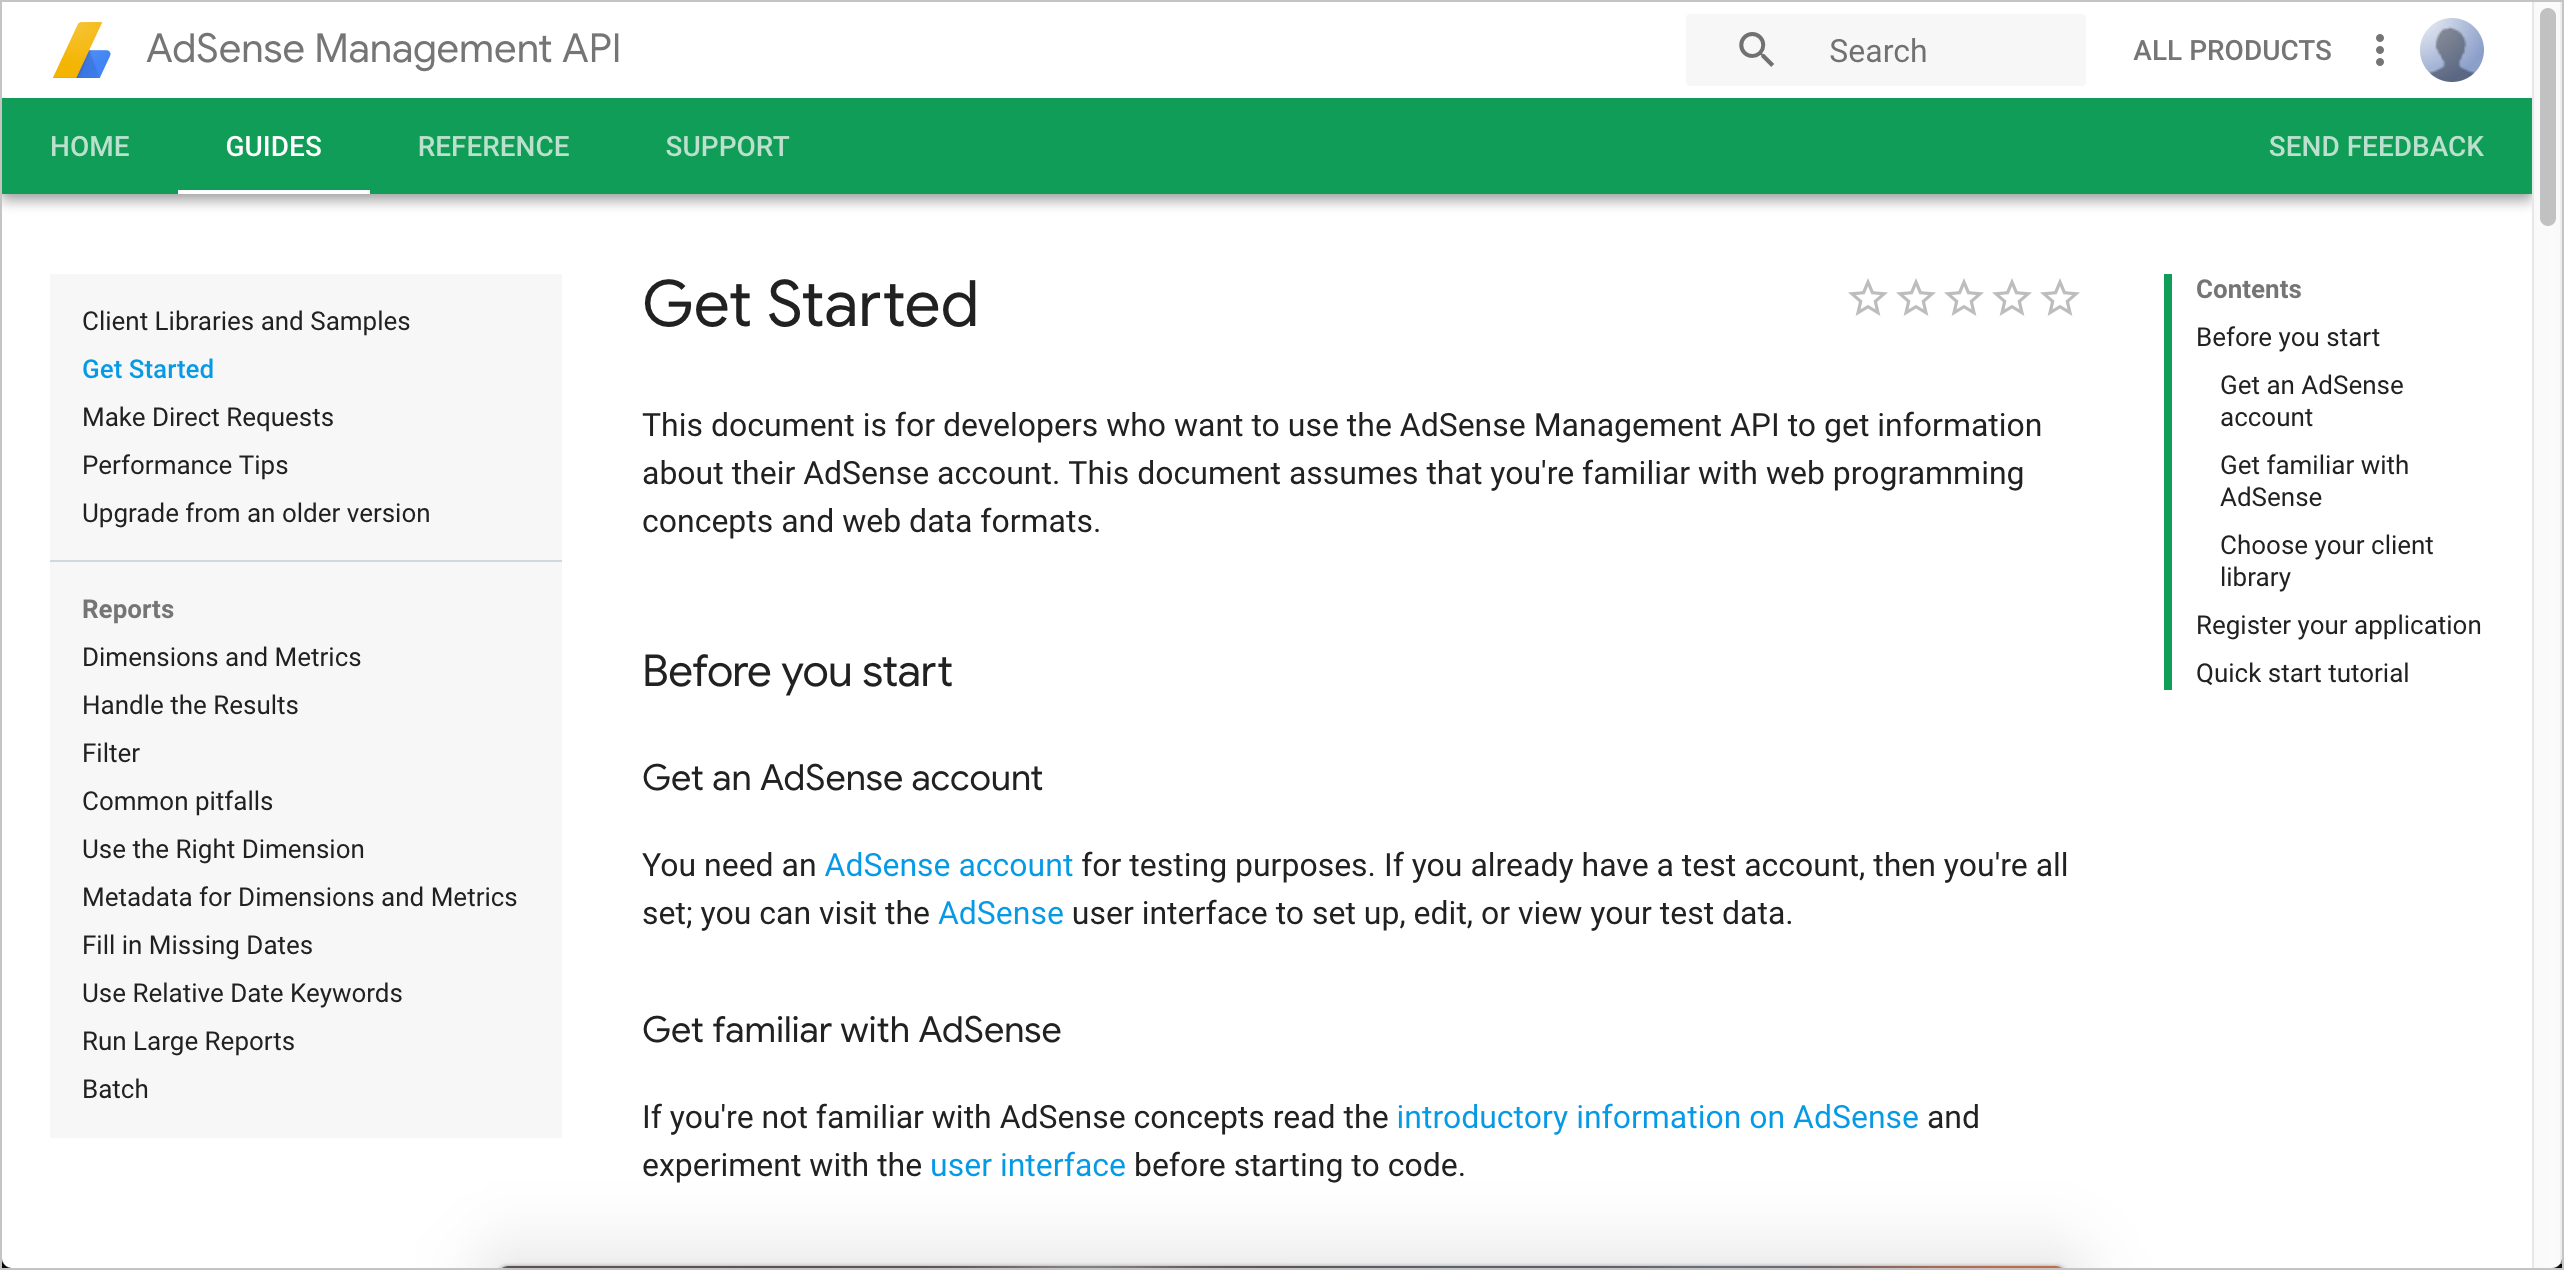 AdSense Management API
Search
ALL PRODUCTS
HOME
GUIDES
REFERENCE
SUPPORT
SEND FEEDBACK
Client Libraries and Samples
Get Started
Make Direct Requests
Performance Tips
Upgrade from an older version
Reports
Dimensions and Metrics
Handle the Results
Filter
Common pitfalls
Use the Right Dimension
Metadata for Dimensions and Metrics
Fill in Missing Dates
Use Relative Date Keywords
Run Large Reports
Batch
Get Started
This document is for developers who want to use the AdSense Management API to get information
about their AdSense account. This document assumes that you're familiar with web programming
concepts and web data formats.
Before you start
Get an AdSense account
You need an AdSense account for testing purposes. If you already have a test account, then you're all
set; you can visit the AdSense user interface to set up, edit, or view your test data.
Get familiar with AdSense
If you're not familiar with AdSense concepts read the introductory information on AdSense and
experiment with the user interface before starting to code.
Contents
Before you start
Get an AdSense
account
Get familiar with
AdSense
Choose your client
library
Register your application
Quick start tutorial